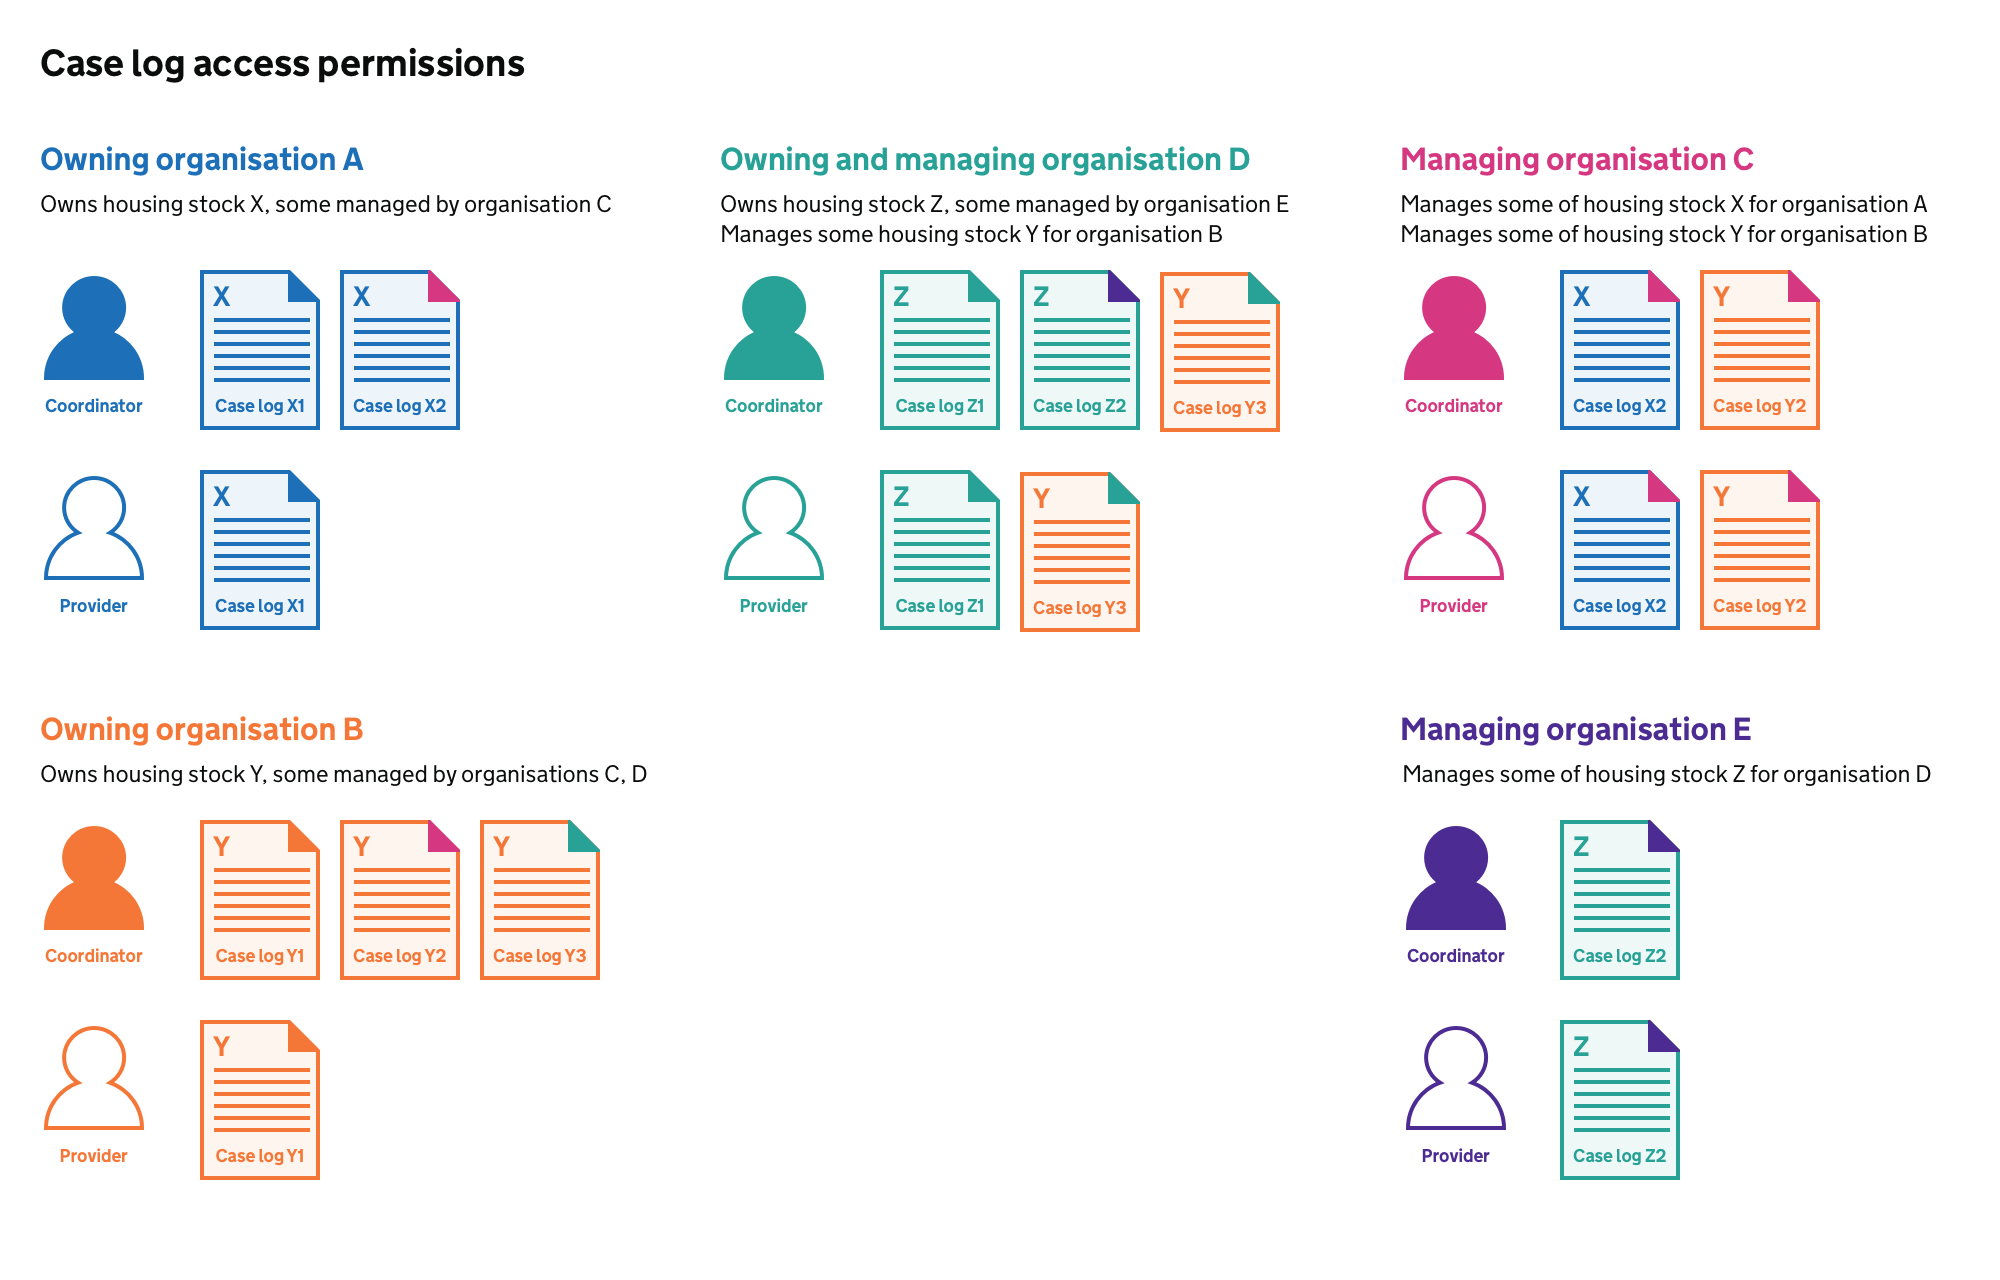 Case log access permissions
Owning organisation A
Owns housing stock X, some managed by organisation C
X
X
Coordinator
Case log X1
Case log X2
X
Provider
Case log X1
Owning and managing organisation D
Owns housing stock Z, some managed by organisation E
Manages some housing stock Y for organisation B
Z
Z
Y
Coordinator
Case log Z1
Case log Z2
Case log Y3
Z
Y
Provider
Case log Z1
Case log Y3
Managing organisation C
Manages some of housing stock X for organisation A
Manages some of housing stock Y for organisation B
X
Y
Coordinator
Case log X2
Case log Y2
X
Y
Provider
Case log X2
Case log Y2
Owning organisation B
Owns housing stock Y, some managed by organisations C, D
Y
Y
Y
Coordinator
Case log Y1
Case log Y2
Case log Y3
Y
Provider
Case log Y1
Managing organisation E
Manages some of housing stock Z for organisation D
Z
Coordinator
Case log Z2
Z
Provider
Case log Z2